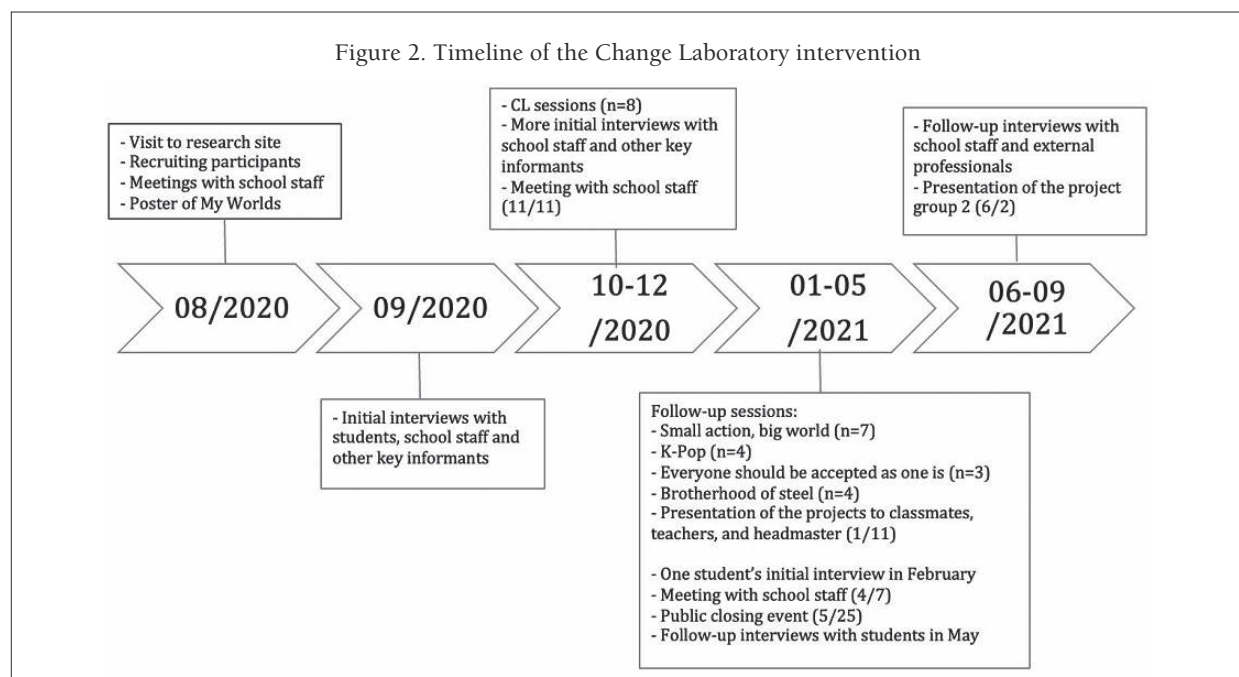 Figure 2. Timeline of the Change Laboratory intervention
- Visit to research site
- Recruiting participants
- Meetings with school staff
- Poster of My Worlds
- CL sessions (n=8)
- More initial interviews with
school staff and other key
informants
- Meeting with school staff
(11/11)
- Follow-up interviews with
school staff and external
professionals
- Presentation of the project
group 2 (6/2)
08/2020
09/2020
10-12
/2020
01-05
/2021
06-09
/2021
- Initial interviews with
students, school staff and
other key informants
Follow-up sessions:
- Small action, big world (n=7)
- K-Pop (n=4)
- Everyone should be accepted as one is (n=3)
- Brotherhood of steel (n=4)
- Presentation of the projects to classmates,
teachers, and headmaster (1/11)
- One student's initial interview in February
- Meeting with school staff (4/7)
- Public closing event (5/25)
- Follow-up interviews with students in May